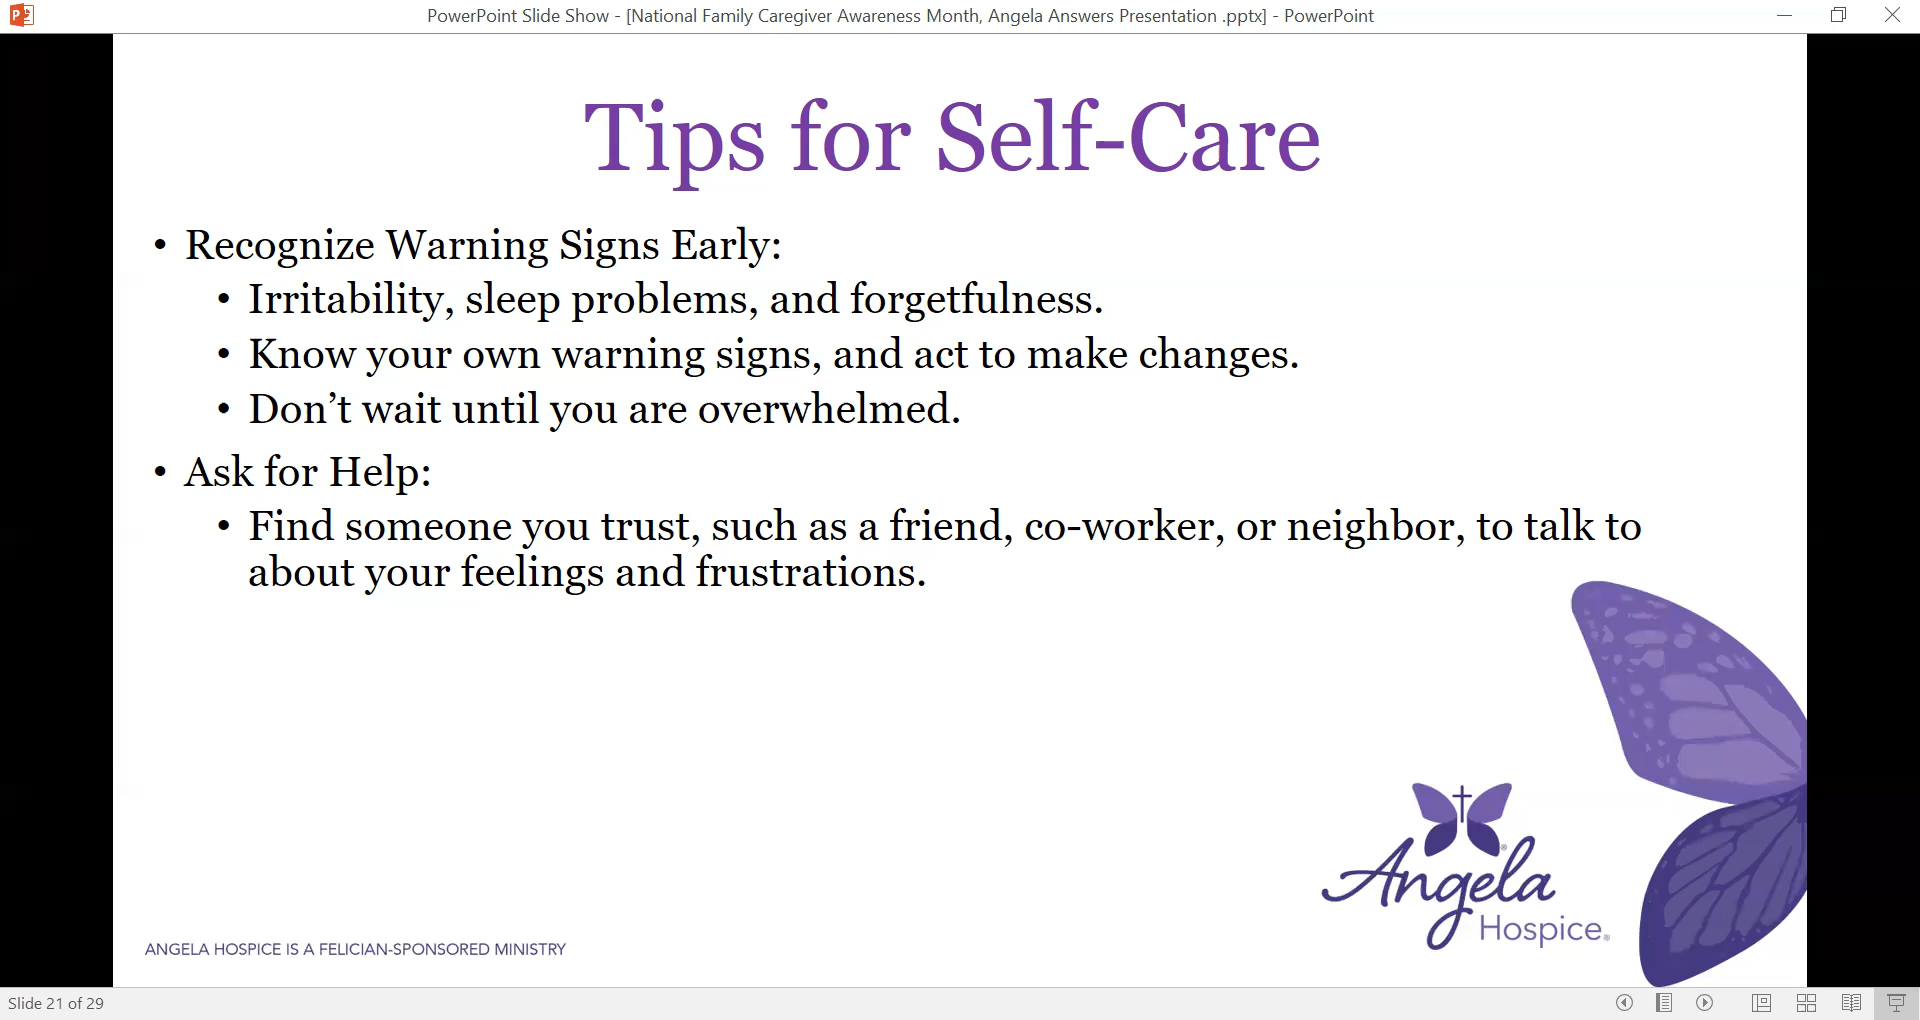 PowerPoint Slide Show - [National Family Caregiver Awareness Month, Angela Answers Presentation .pptx] - PowerPoint
Tips for Self-Care
• Recognize Warning Signs Early:
• Irritability, sleep problems, and forgetfulness.
• Know your own warning signs, and act to make changes.
• Don’t wait until you are overwhelmed.
• Ask for Help:
• Find someone you trust, such as a friend, co-worker, or neighbor, to talk to
about your feelings and frustrations.
Angela
Hospice®
ANGELA HOSPICE IS A FELICIAN-SPONSORED MINISTRY
Slide 21 of 29